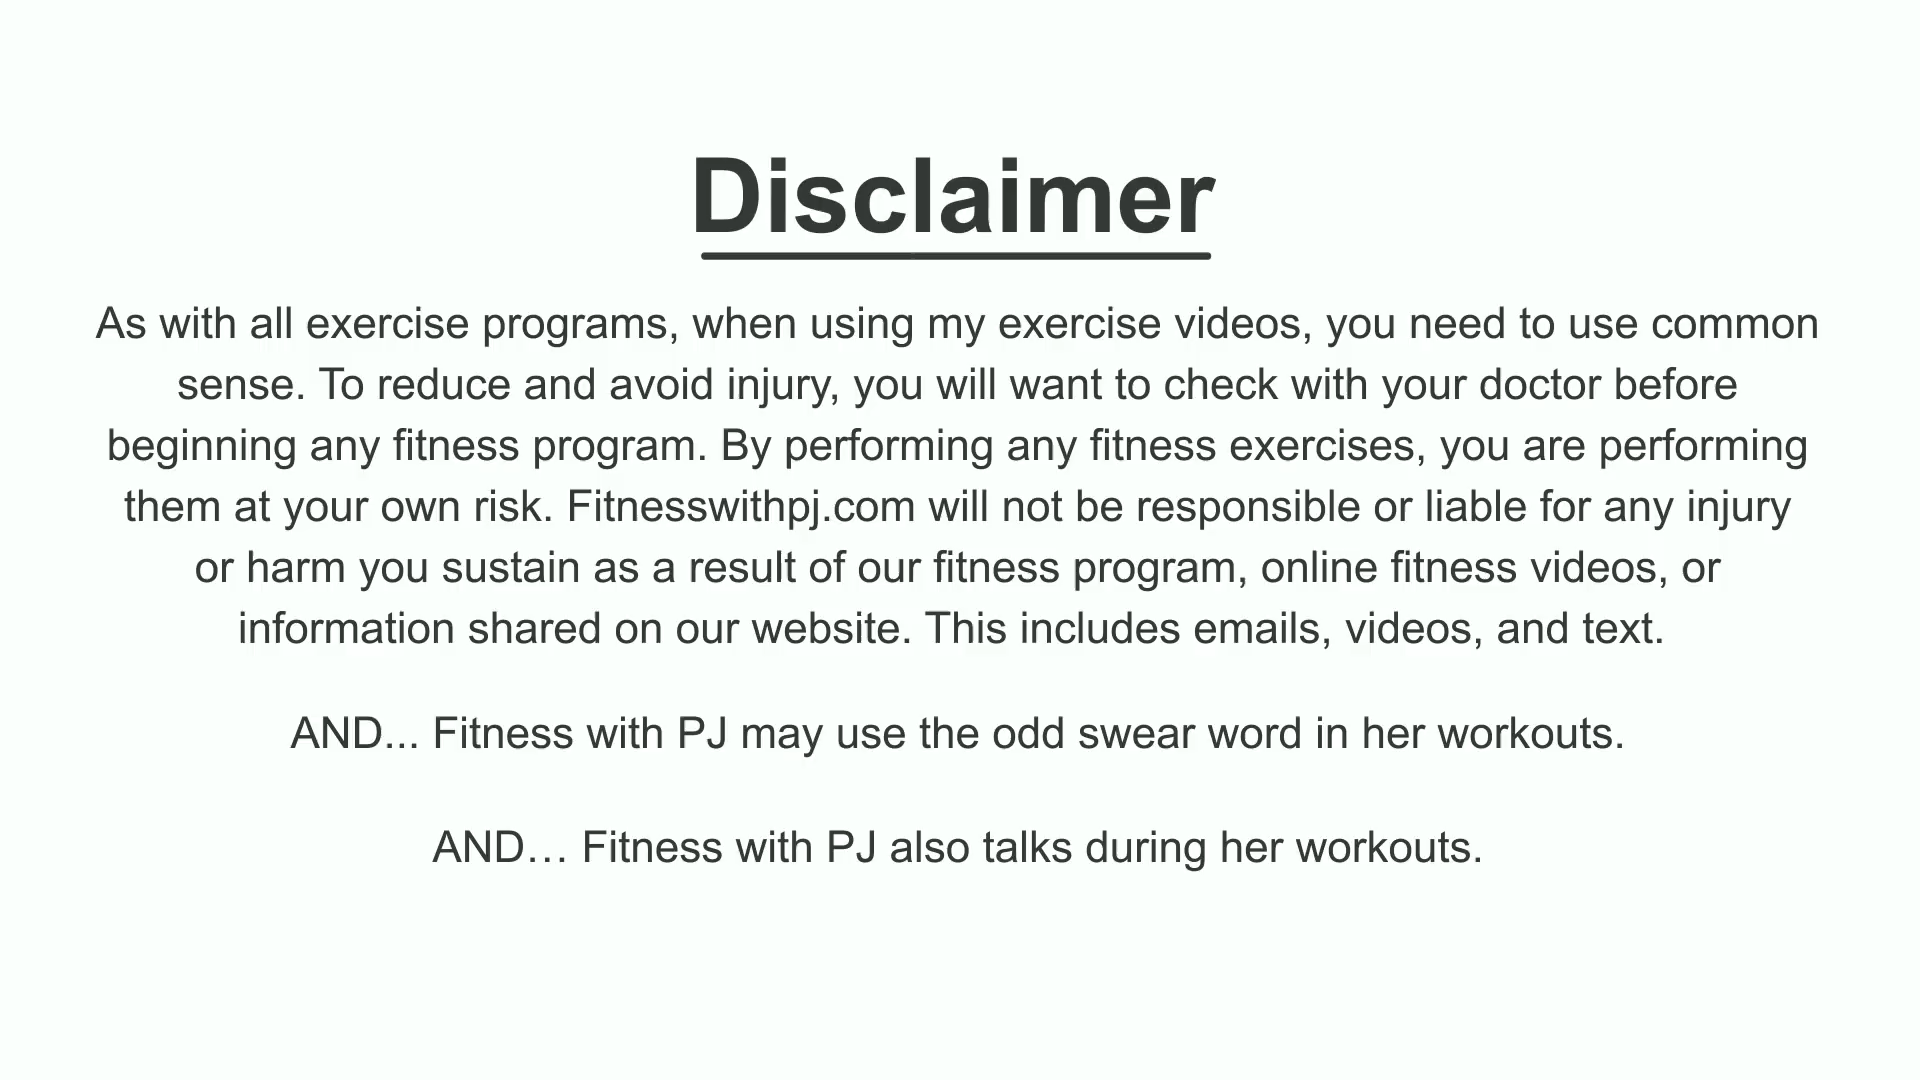 Disclaimer
As with all exercise programs, when using my exercise videos, you need to use common
sense. To reduce and avoid injury, you will want to check with your doctor before
beginning any fitness program. By performing any fitness exercises, you are performing
them at your own risk. Fitnesswithpj.com will not be responsible or liable for any injury
or harm you sustain as a result of our fitness program, online fitness videos, or
information shared on our website. This includes emails, videos, and text.
AND... Fitness with PJ may use the odd swear word in her workouts.
AND… Fitness with PJ also talks during her workouts.